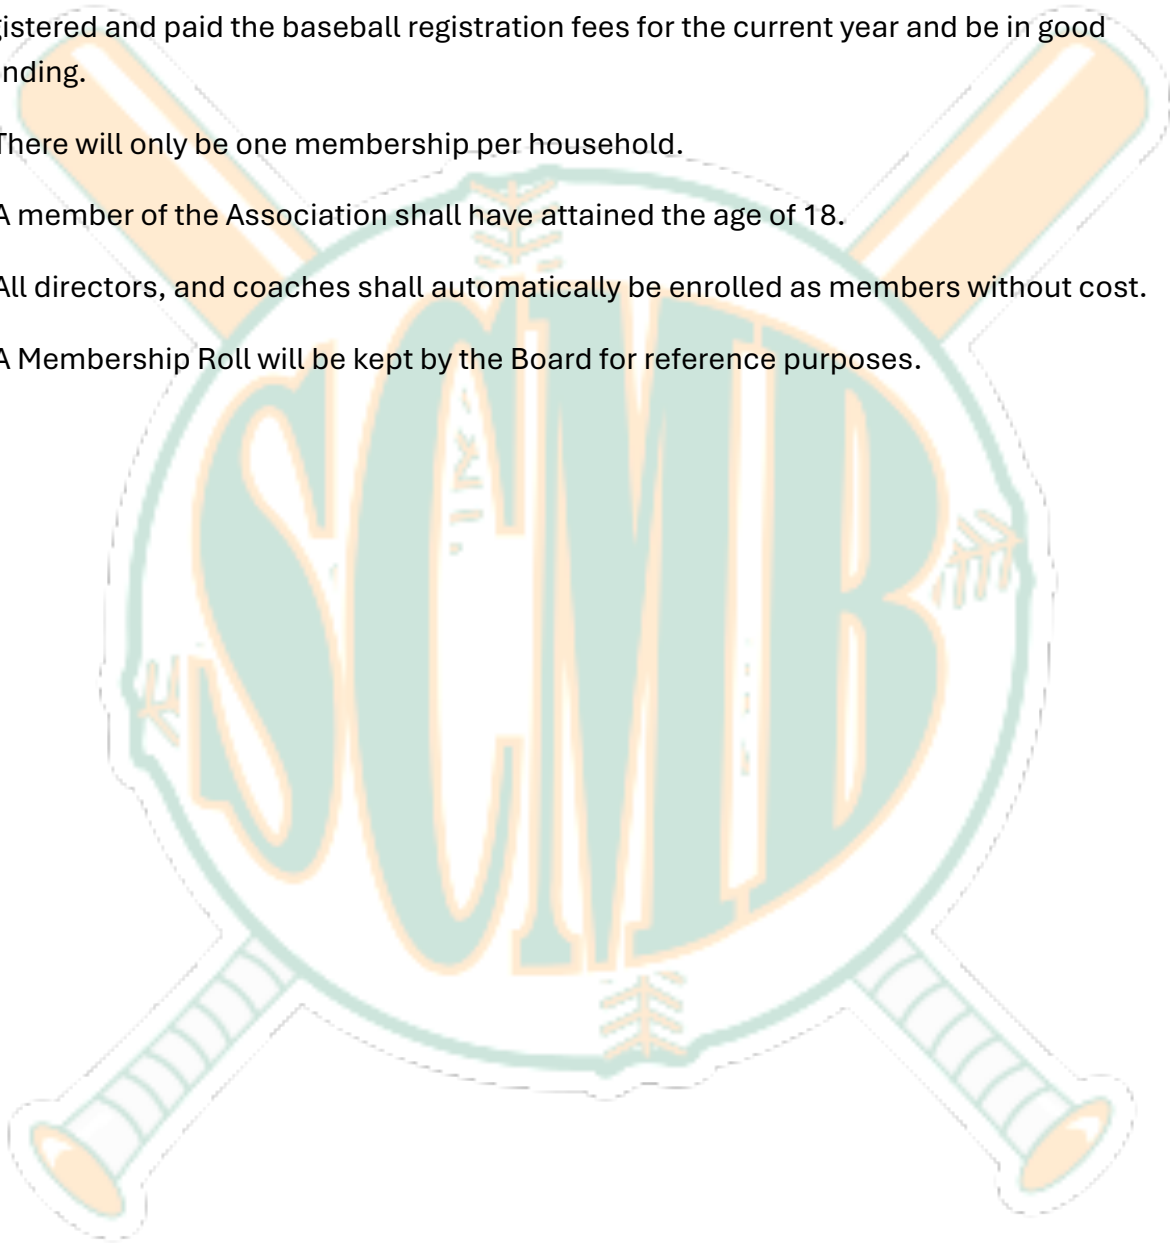 gistered and paid the baseball registration fees for the current year and be in good
nding.
There will only be one membership per household.
A member of the Association shall have attained the age of 18.
All directors, and coaches shall automatically be enrolled as members without cost.
A Membership Roll will be kept by the Board for reference purposes.
SCMB